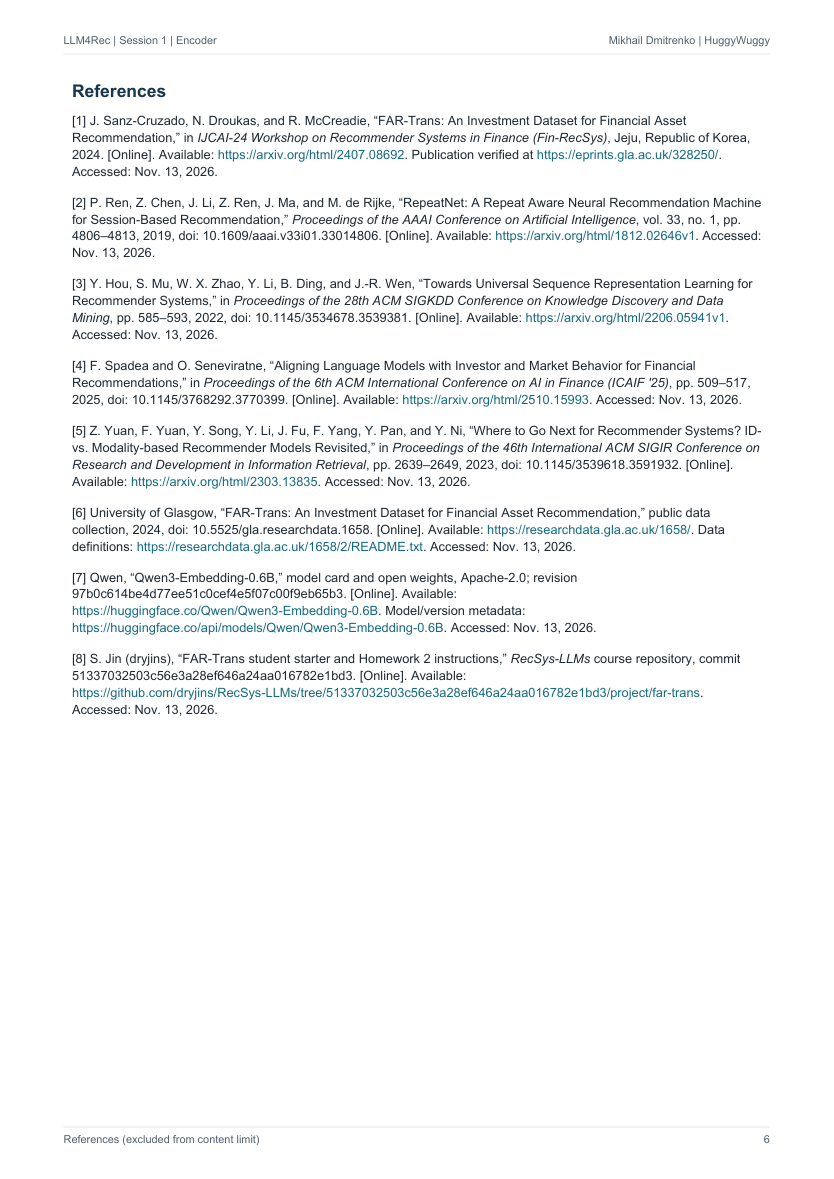 LLM4Rec | Session 1 | Encoder
Mikhail Dmitrenko | HuggyWuggy
References
[1] J. Sanz-Cruzado, N. Droukas, and R. McCreadie, “FAR-Trans: An Investment Dataset for Financial Asset
Recommendation,” in IJCAI-24 Workshop on Recommender Systems in Finance (Fin-RecSys), Jeju, Republic of Korea,
2024. [Online]. Available: https://arxiv.org/html/2407.08692. Publication verified at https://eprints.gla.ac.uk/328250/.
Accessed: Nov. 13, 2026.
[2] P. Ren, Z. Chen, J. Li, Z. Ren, J. Ma, and M. de Rijke, “RepeatNet: A Repeat Aware Neural Recommendation Machine
for Session-Based Recommendation,” Proceedings of the AAAI Conference on Artificial Intelligence, vol. 33, no. 1, pp.
4806–4813, 2019, doi: 10.1609/aaai.v33i01.33014806. [Online]. Available: https://arxiv.org/html/1812.02646v1. Accessed:
Nov. 13, 2026.
[3] Y. Hou, S. Mu, W. X. Zhao, Y. Li, B. Ding, and J.-R. Wen, “Towards Universal Sequence Representation Learning for
Recommender Systems,” in Proceedings of the 28th ACM SIGKDD Conference on Knowledge Discovery and Data
Mining, pp. 585–593, 2022, doi: 10.1145/3534678.3539381. [Online]. Available: https://arxiv.org/html/2206.05941v1.
Accessed: Nov. 13, 2026.
[4] F. Spadea and O. Seneviratne, “Aligning Language Models with Investor and Market Behavior for Financial
Recommendations,” in Proceedings of the 6th ACM International Conference on AI in Finance (ICAIF '25), pp. 509–517,
2025, doi: 10.1145/3768292.3770399. [Online]. Available: https://arxiv.org/html/2510.15993. Accessed: Nov. 13, 2026.
[5] Z. Yuan, F. Yuan, Y. Song, Y. Li, J. Fu, F. Yang, Y. Pan, and Y. Ni, “Where to Go Next for Recommender Systems? ID-
vs. Modality-based Recommender Models Revisited,” in Proceedings of the 46th International ACM SIGIR Conference on
Research and Development in Information Retrieval, pp. 2639–2649, 2023, doi: 10.1145/3539618.3591932. [Online].
Available: https://arxiv.org/html/2303.13835. Accessed: Nov. 13, 2026.
[6] University of Glasgow, “FAR-Trans: An Investment Dataset for Financial Asset Recommendation,” public data
collection, 2024, doi: 10.5525/gla.researchdata.1658. [Online]. Available: https://researchdata.gla.ac.uk/1658/. Data
definitions: https://researchdata.gla.ac.uk/1658/2/README.txt. Accessed: Nov. 13, 2026.
[7] Qwen, “Qwen3-Embedding-0.6B,” model card and open weights, Apache-2.0; revision
97b0c614be4d77ee51c0cef4e5f07c00f9eb65b3. [Online]. Available:
https://huggingface.co/Qwen/Qwen3-Embedding-0.6B. Model/version metadata:
https://huggingface.co/api/models/Qwen/Qwen3-Embedding-0.6B. Accessed: Nov. 13, 2026.
[8] S. Jin (dryjins), “FAR-Trans student starter and Homework 2 instructions,” RecSys-LLMs course repository, commit
51337032503c56e3a28ef646a24aa016782e1bd3. [Online]. Available:
https://github.com/dryjins/RecSys-LLMs/tree/51337032503c56e3a28ef646a24aa016782e1bd3/project/far-trans.
Accessed: Nov. 13, 2026.
References (excluded from content limit)
6